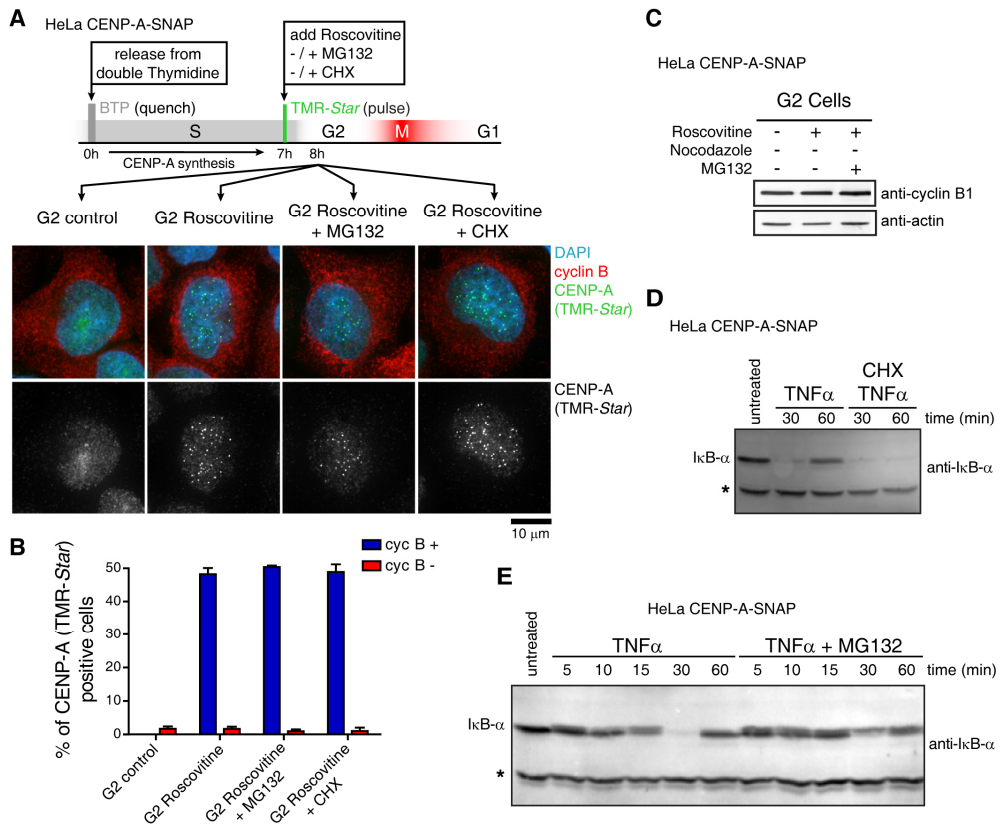 A
HeLa CENP-A-SNAP
release from
double Thymidine
add Roscovitine
- / + MG132
- / + CHX
BTP (quench)
TMR-Star (pulse)
S
G2
M
G1
0h
CENP-A synthesis
7h
8h
G2 control
G2 Roscovitine
G2 Roscovitine
+ MG132
G2 Roscovitine
+ CHX
DAPI
cyclin B
CENP-A
(TMR-Star)
CENP-A
(TMR-Star)
10 µm
B
% of CENP-A (TMR-Star)
positive cells
50
40
30
20
10
0
cyc B +
cyc B -
G2 control
G2 Roscovitine
G2 Roscovitine
+ MG132
G2 Roscovitine
+ CHX
C
HeLa CENP-A-SNAP
G2 Cells
Roscovitine - + +
Nocodazole - - -
MG132 - - +
anti-cyclin B1
anti-actin
D
HeLa CENP-A-SNAP
untreated
TNFα
CHX
TNFα
30 60 30 60 time (min)
IκB-α
anti-IκB-α
*
E
HeLa CENP-A-SNAP
untreated
TNFα
TNFα + MG132
5 10 15 30 60 5 10 15 30 60 time (min)
IκB-α
anti-IκB-α
*